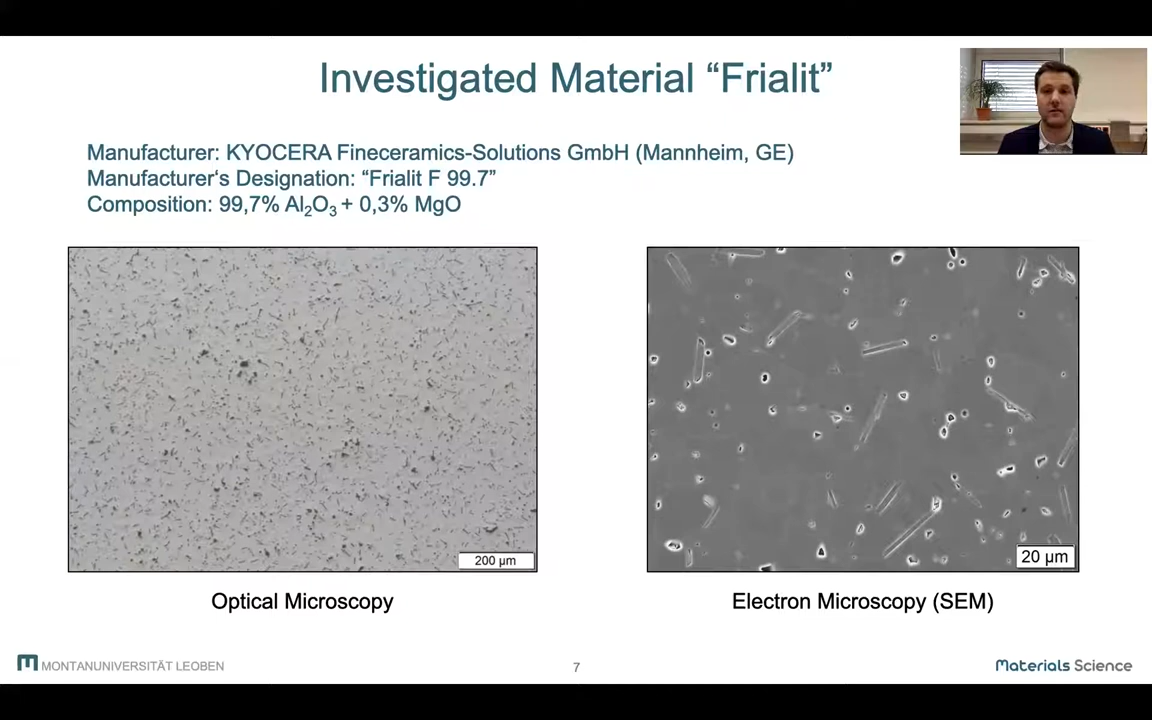 Investigated Material “Frialit”
Manufacturer: KYOCERA Fineceramics-Solutions GmbH (Mannheim, GE)
Manufacturer‘s Designation: “Frialit F 99.7”
Composition: 99,7% Al₂O₃ + 0,3% MgO
200 µm
20 µm
Optical Microscopy
Electron Microscopy (SEM)
MONTANUNIVERSITÄT LEOBEN
7
Materials Science